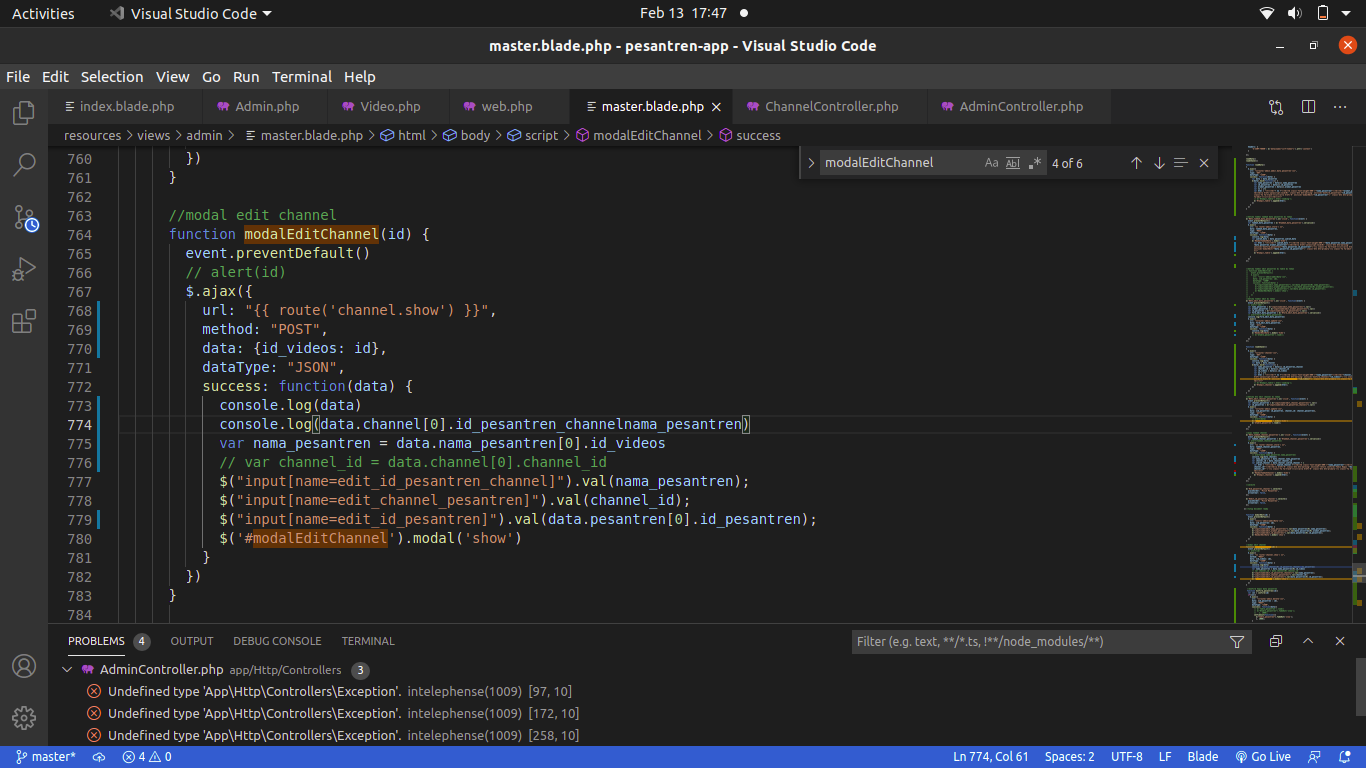 Activities Visual Studio Code Feb 13 17:47
master.blade.php - pesantren-app - Visual Studio Code
File Edit Selection View Go Run Terminal Help
index.blade.php Admin.php Video.php web.php master.blade.php ChannelController.php AdminController.php
resources > views > admin > master.blade.php > html > body > script > modalEditChannel > success
modalEditChannel Aa Abl .* 4 of 6
760 })
761 }
762
763 //modal edit channel
764 function modalEditChannel(id) {
765 event.preventDefault()
766 // alert(id)
767 $.ajax({
768 url: "{{ route('channel.show') }}",
769 method: "POST",
770 data: {id_videos: id},
771 dataType: "JSON",
772 success: function(data) {
773 console.log(data)
774 console.log(data.channel[0].id_pesantren_channelnama_pesantren)
775 var nama_pesantren = data.nama_pesantren[0].id_videos
776 // var channel_id = data.channel[0].channel_id
777 $("input[name=edit_id_pesantren_channel]").val(nama_pesantren);
778 $("input[name=edit_channel_pesantren]").val(channel_id);
779 $("input[name=edit_id_pesantren]").val(data.pesantren[0].id_pesantren);
780 $('#modalEditChannel').modal('show')
781 }
782 })
783 }
784
PROBLEMS 4 OUTPUT DEBUG CONSOLE TERMINAL Filter (e.g. text, **/*.ts, !**/node_modules/**)
AdminController.php app/Http/Controllers 3
Undefined type 'App\Http\Controllers\Exception'. intelephense(1009) [97, 10]
Undefined type 'App\Http\Controllers\Exception'. intelephense(1009) [172, 10]
Undefined type 'App\Http\Controllers\Exception'. intelephense(1009) [258, 10]
master* 4 0 Ln 774, Col 61 Spaces: 2 UTF-8 LF Blade Go Live